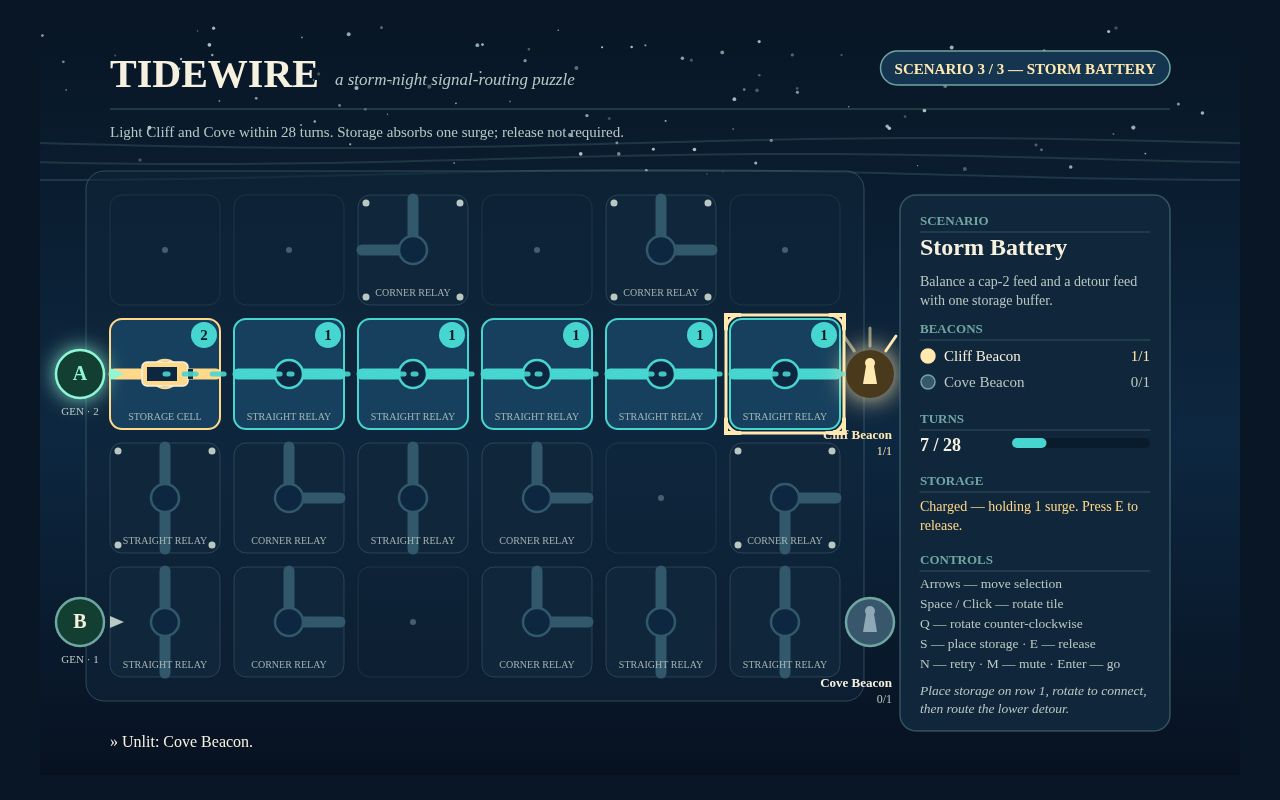 TIDEWIRE a storm-night signal-routing puzzle
SCENARIO 3 / 3 — STORM BATTERY
Light Cliff and Cove within 28 turns. Storage absorbs one surge; release not required.
CORNER RELAY CORNER RELAY
A
GEN · 2
2 1 1 1 1 1
STORAGE CELL STRAIGHT RELAY STRAIGHT RELAY STRAIGHT RELAY STRAIGHT RELAY STRAIGHT RELAY
Cliff Beacon
1/1
STRAIGHT RELAY CORNER RELAY STRAIGHT RELAY CORNER RELAY CORNER RELAY
B
GEN · 1
STRAIGHT RELAY CORNER RELAY CORNER RELAY STRAIGHT RELAY STRAIGHT RELAY
Cove Beacon
0/1
» Unlit: Cove Beacon.
SCENARIO
Storm Battery
Balance a cap-2 feed and a detour feed
with one storage buffer.
BEACONS
Cliff Beacon 1/1
Cove Beacon 0/1
TURNS
7 / 28
STORAGE
Charged — holding 1 surge. Press E to
release.
CONTROLS
Arrows — move selection
Space / Click — rotate tile
Q — rotate counter-clockwise
S — place storage · E — release
N — retry · M — mute · Enter — go
Place storage on row 1, rotate to connect,
then route the lower detour.